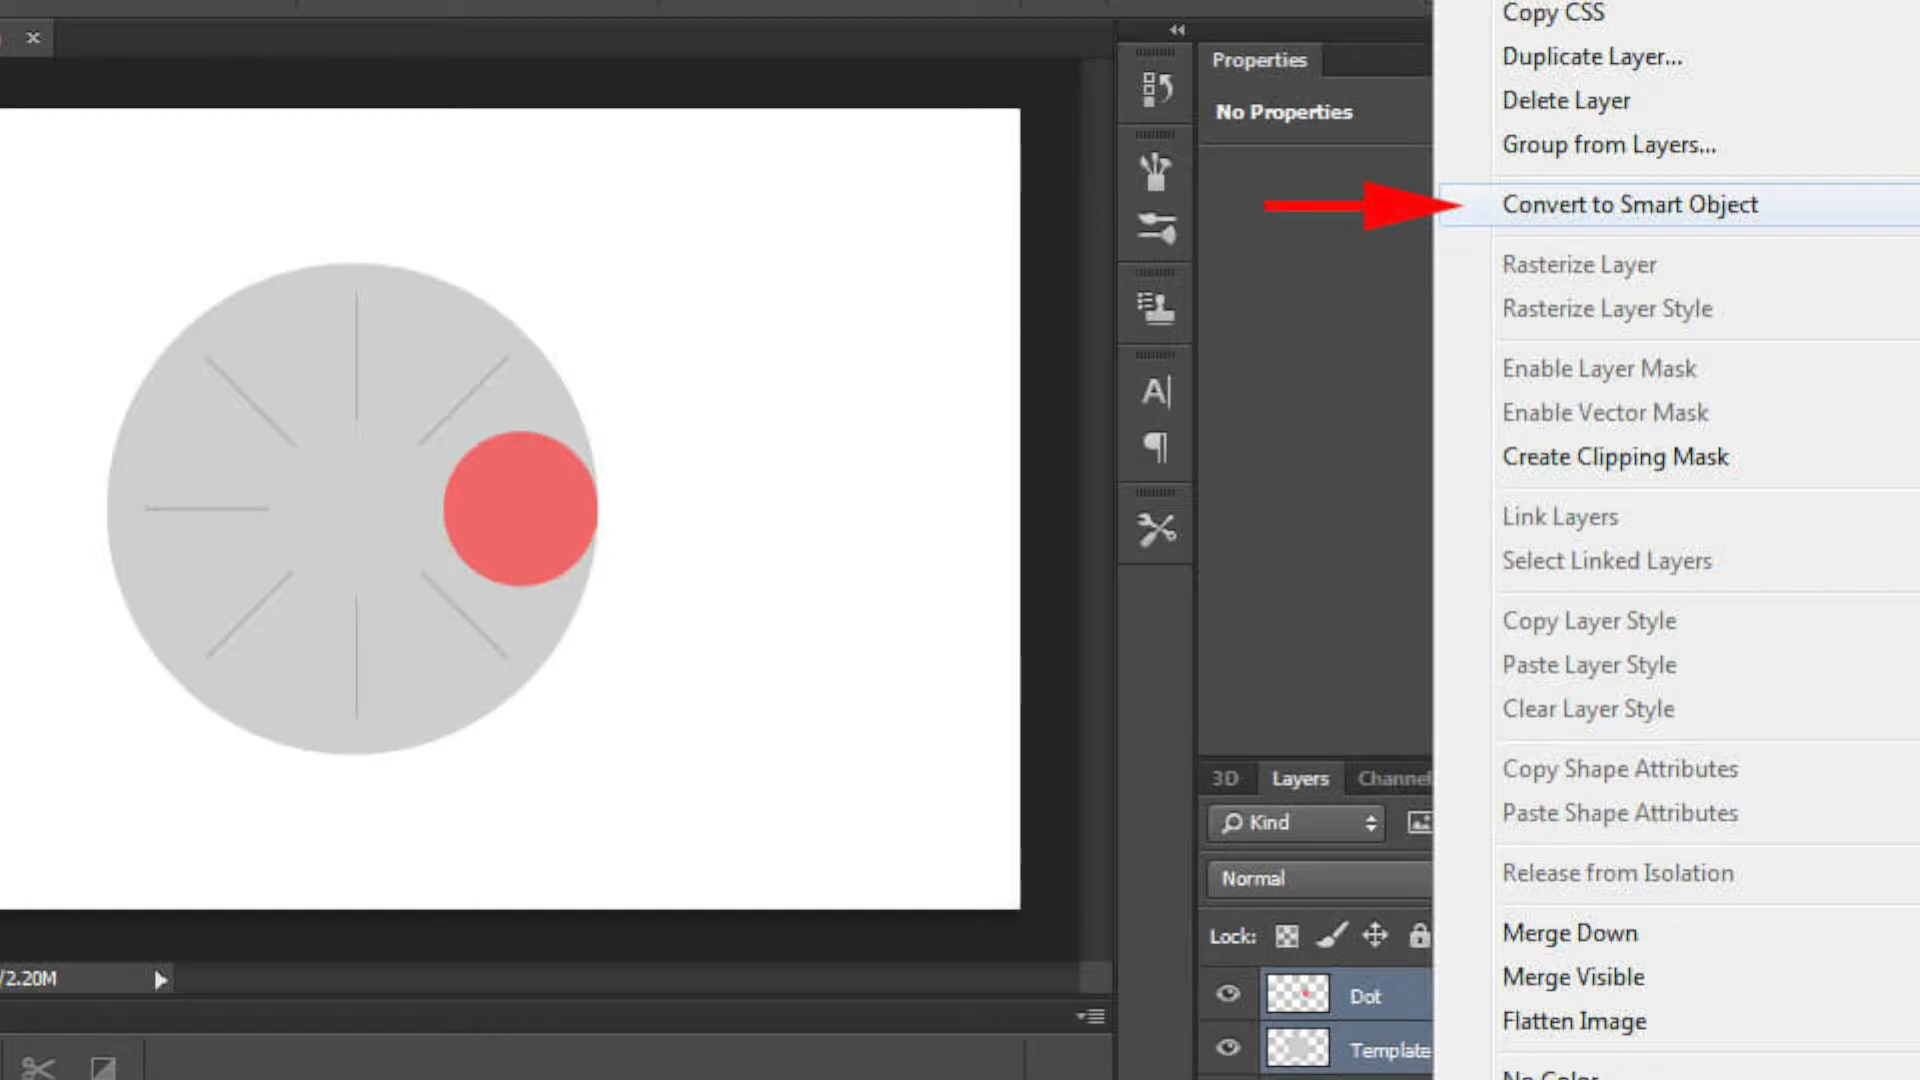 Properties
No Properties
Copy CSS
Duplicate Layer...
Delete Layer
Group from Layers...
Convert to Smart Object
Rasterize Layer
Rasterize Layer Style
Enable Layer Mask
Enable Vector Mask
Create Clipping Mask
Link Layers
Select Linked Layers
Copy Layer Style
Paste Layer Style
Clear Layer Style
Copy Shape Attributes
Paste Shape Attributes
Release from Isolation
Merge Down
Merge Visible
Flatten Image
No Color
3D Layers Channel
Kind
Normal
Lock:
Dot
Template
/2.20M